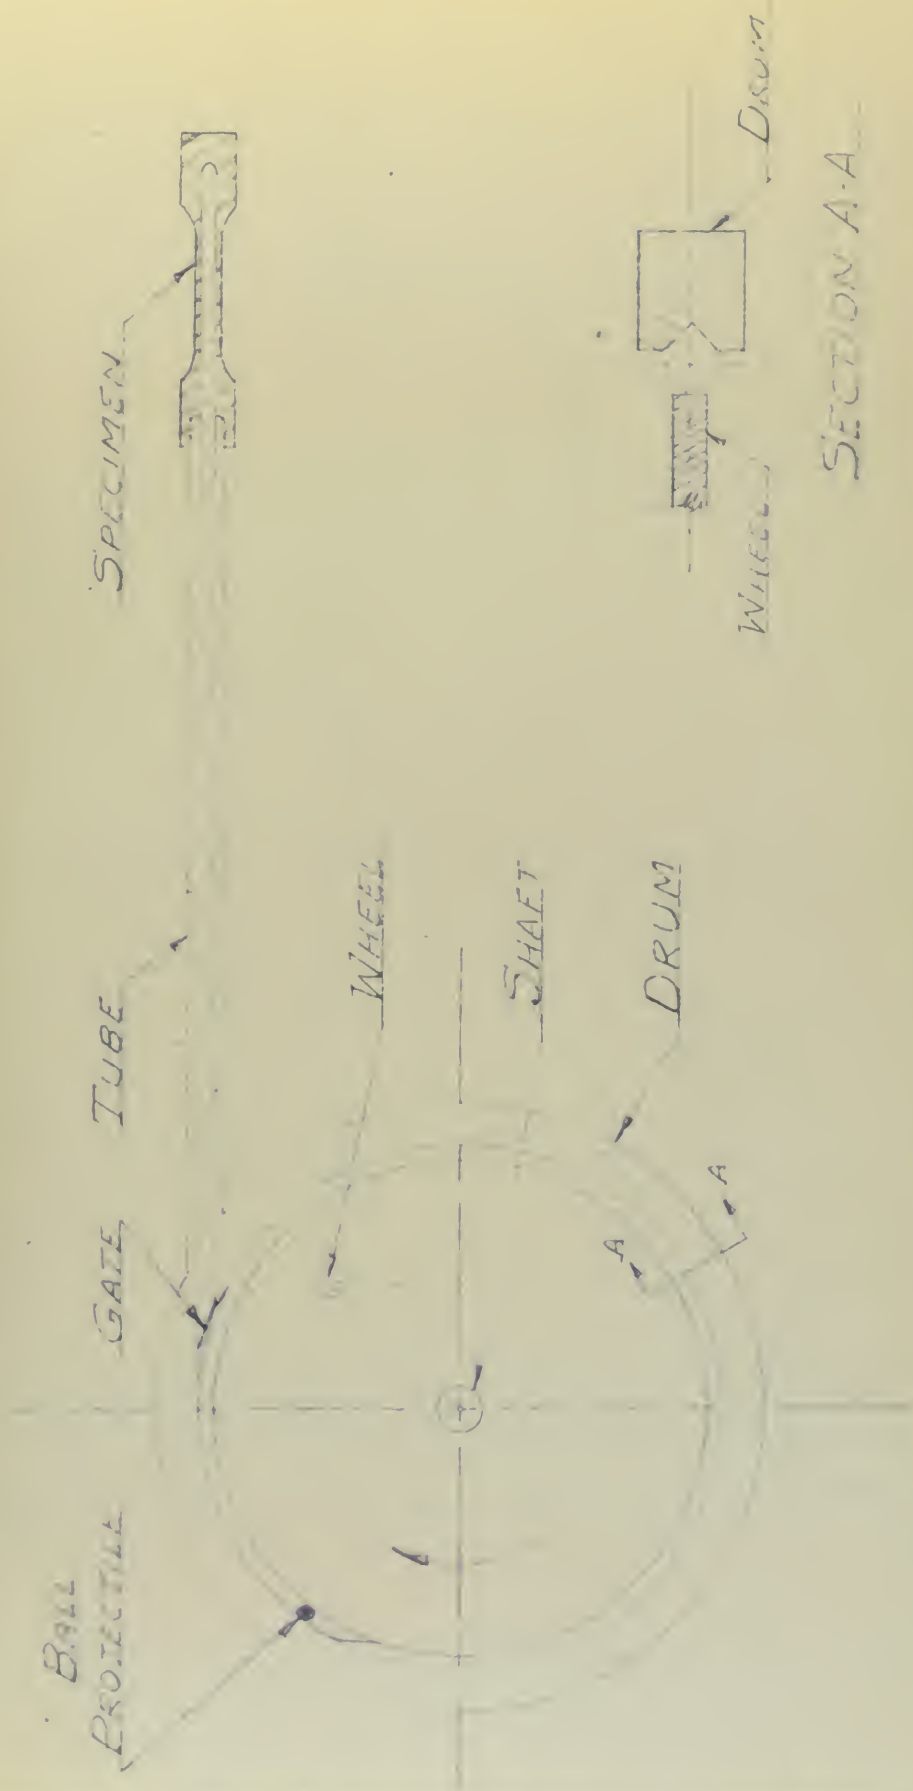 BALL
PROJECTILE
GATE
TUBE
SPECIMEN
WHEEL
SHAFT
DRUM
A
A
WHEEL
DRUM
SECTION A-A